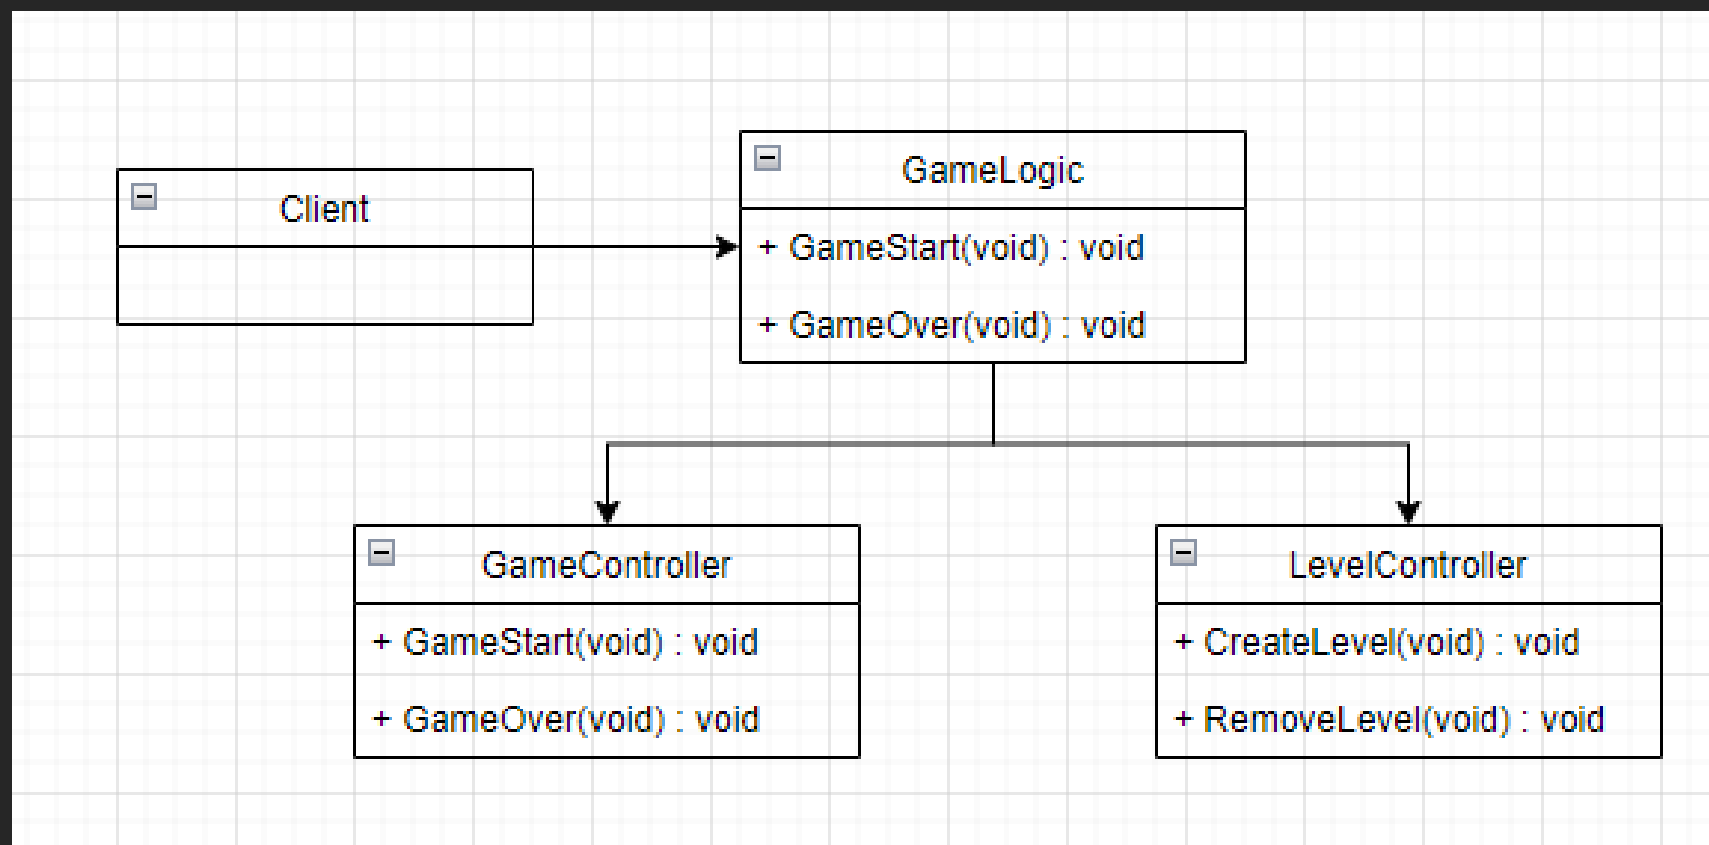 Client
GameLogic
+ GameStart(void) : void
+ GameOver(void) : void
GameController
+ GameStart(void) : void
+ GameOver(void) : void
LevelController
+ CreateLevel(void) : void
+ RemoveLevel(void) : void